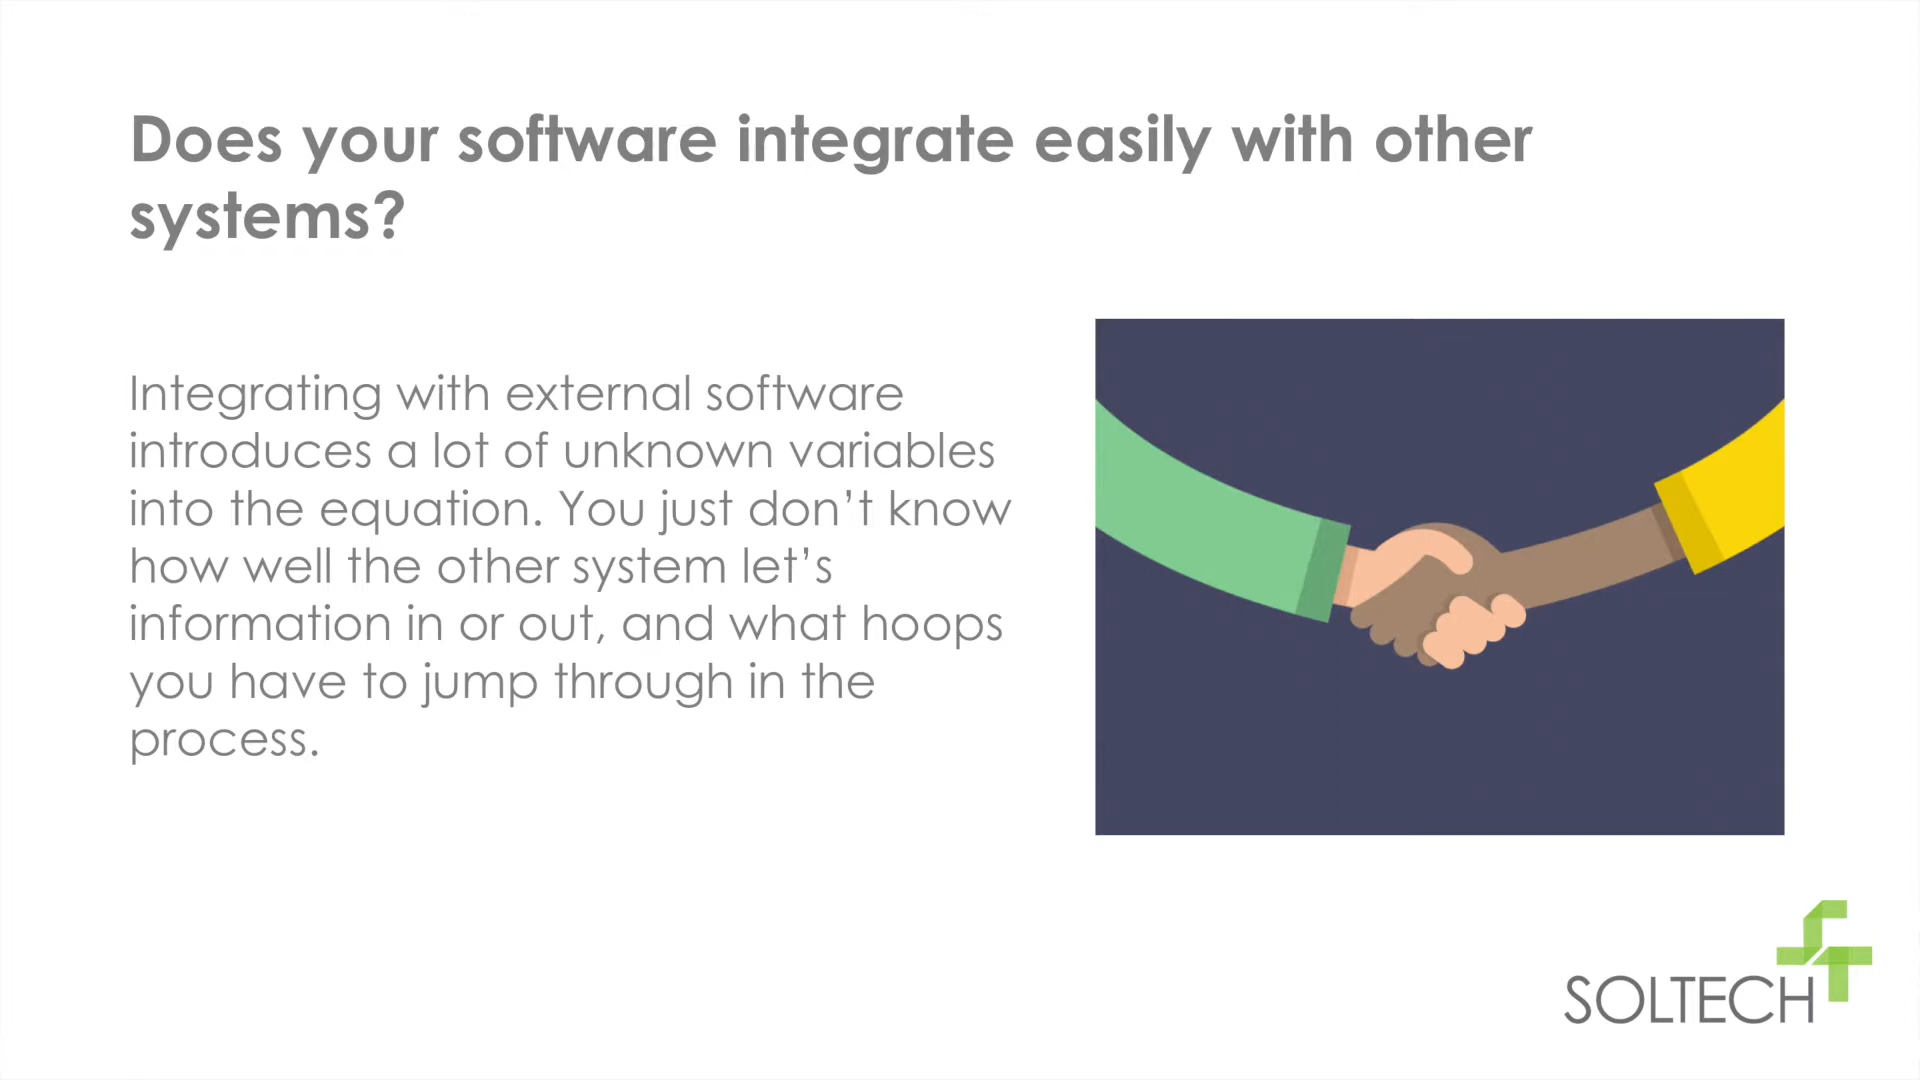 Does your software integrate easily with other
systems?
Integrating with external software
introduces a lot of unknown variables
into the equation. You just don’t know
how well the other system let’s
information in or out, and what hoops
you have to jump through in the
process.
SOLTECH